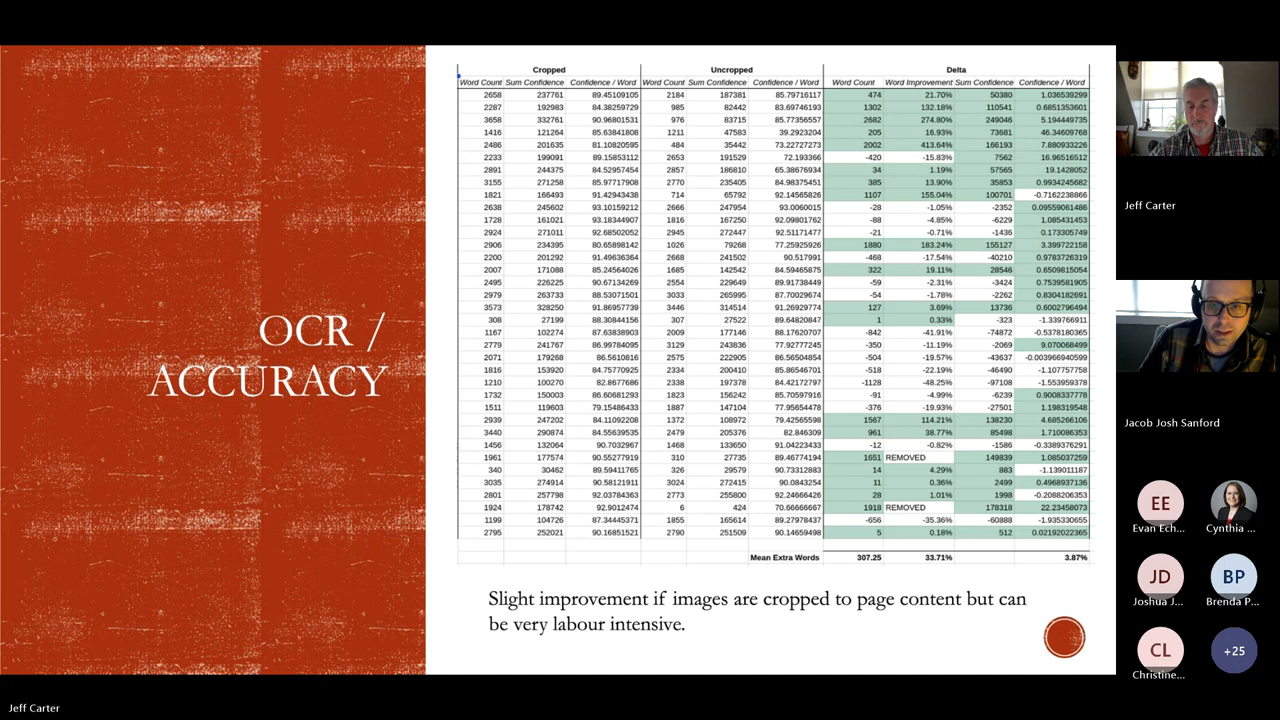 OCR /
ACCURACY
Cropped Uncropped Delta
Word Count Sum Confidence Confidence / Word Word Count Sum Confidence Confidence / Word Word Count Word Improvement Sum Confidence Confidence / Word
2658 237761 89.45109105 2184 187381 85.79716117 474 21.70% 50380 1.036539299
2287 192983 84.38259729 985 82442 83.69746193 1302 132.18% 110541 0.6851353601
3658 332761 90.96801531 976 83715 85.77356557 2682 274.80% 249046 5.194449735
1416 121264 85.63841808 1211 47583 39.2923204 205 16.93% 73681 46.34609768
2486 201635 81.10820595 484 35442 73.22727273 2002 413.64% 166193 7.880933226
2233 199091 89.15853112 2653 191529 72.193366 -420 -15.83% 7562 16.96516512
2891 244375 84.52957454 2857 186810 65.38676934 34 1.19% 57565 19.1428052
3155 271258 85.97717908 2770 235405 84.98375451 385 13.90% 35853 0.9934245682
1821 166493 91.42943438 714 65792 92.14565826 1107 155.04% 100701 -0.7162238866
2638 245602 93.10159212 2666 247954 93.0060015 -28 -1.05% -2352 0.09559061486
1728 161021 93.18344907 1816 167250 92.09801762 -88 -4.85% -6229 1.085431453
2924 271011 92.68502052 2945 272447 92.51171477 -21 -0.71% -1436 0.173305749
2906 234395 80.65898142 1026 79268 77.25925926 1880 183.24% 155127 3.399722158
2200 201292 91.49636364 2668 241502 90.517991 -468 -17.54% -40210 0.9783726319
2007 171088 85.24564026 1685 142542 84.59465875 322 19.11% 28546 0.6509815054
2495 226225 90.67134269 2554 229649 89.91738449 -59 -2.31% -3424 0.7539581905
2979 263733 88.53071501 3033 265995 87.70029674 -54 -1.78% -2262 0.8304182691
3573 328250 91.86957739 3446 314514 91.26929774 127 3.69% 13736 0.6002796494
308 27199 88.30844156 307 27522 89.64820847 1 0.33% -323 -1.339766911
1167 102274 87.63838903 2009 177146 88.17620707 -842 -41.91% -74872 -0.5378180365
2779 241767 86.99784095 3129 243836 77.92777245 -350 -11.19% -2069 9.070068499
2071 179268 86.5610816 2575 222905 86.56504854 -504 -19.57% -43637 -0.003966940599
1816 153920 84.75770925 2334 200410 85.86546701 -518 -22.19% -46490 -1.107757758
1210 100270 82.8677686 2338 197378 84.42172797 -1128 -48.25% -97108 -1.553959378
1732 150003 86.60681293 1823 156242 85.70597916 -91 -4.99% -6239 0.9008337778
1511 119603 79.15486433 1887 147104 77.95654478 -376 -19.93% -27501 1.198319548
2939 247202 84.11092208 1372 108972 79.42565598 1567 114.21% 138230 4.685266106
3440 290874 84.55639535 2479 205376 82.846309 961 38.77% 85498 1.710086353
1456 132064 90.7032967 1468 133650 91.04223433 -12 -0.82% -1586 -0.3389376291
1961 177574 90.55277919 310 27735 89.46774194 1651 REMOVED 149839 1.085037259
340 30462 89.59411765 326 29579 90.73312883 14 4.29% 883 -1.139011187
3035 274914 90.58121911 3024 272415 90.0843254 11 0.36% 2499 0.4968937136
2801 257798 92.03784363 2773 255800 92.24666426 28 1.01% 1998 -0.2088206353
1924 178742 92.9012474 6 424 70.66666667 1918 REMOVED 178318 22.23458073
1199 104726 87.34445371 1855 165614 89.27978437 -656 -35.36% -60888 -1.935330655
2795 252021 90.16851521 2790 251509 90.14659498 5 0.18% 512 0.02192022365
Mean Extra Words 307.25 33.71% 3.87%
Slight improvement if images are cropped to page content but can
be very labour intensive.
Jeff Carter
Jacob Josh Sanford
EE
Evan Ech...
Cynthia ...
JD
Joshua J...
BP
Brenda P...
CL
Christine...
+25
Jeff Carter